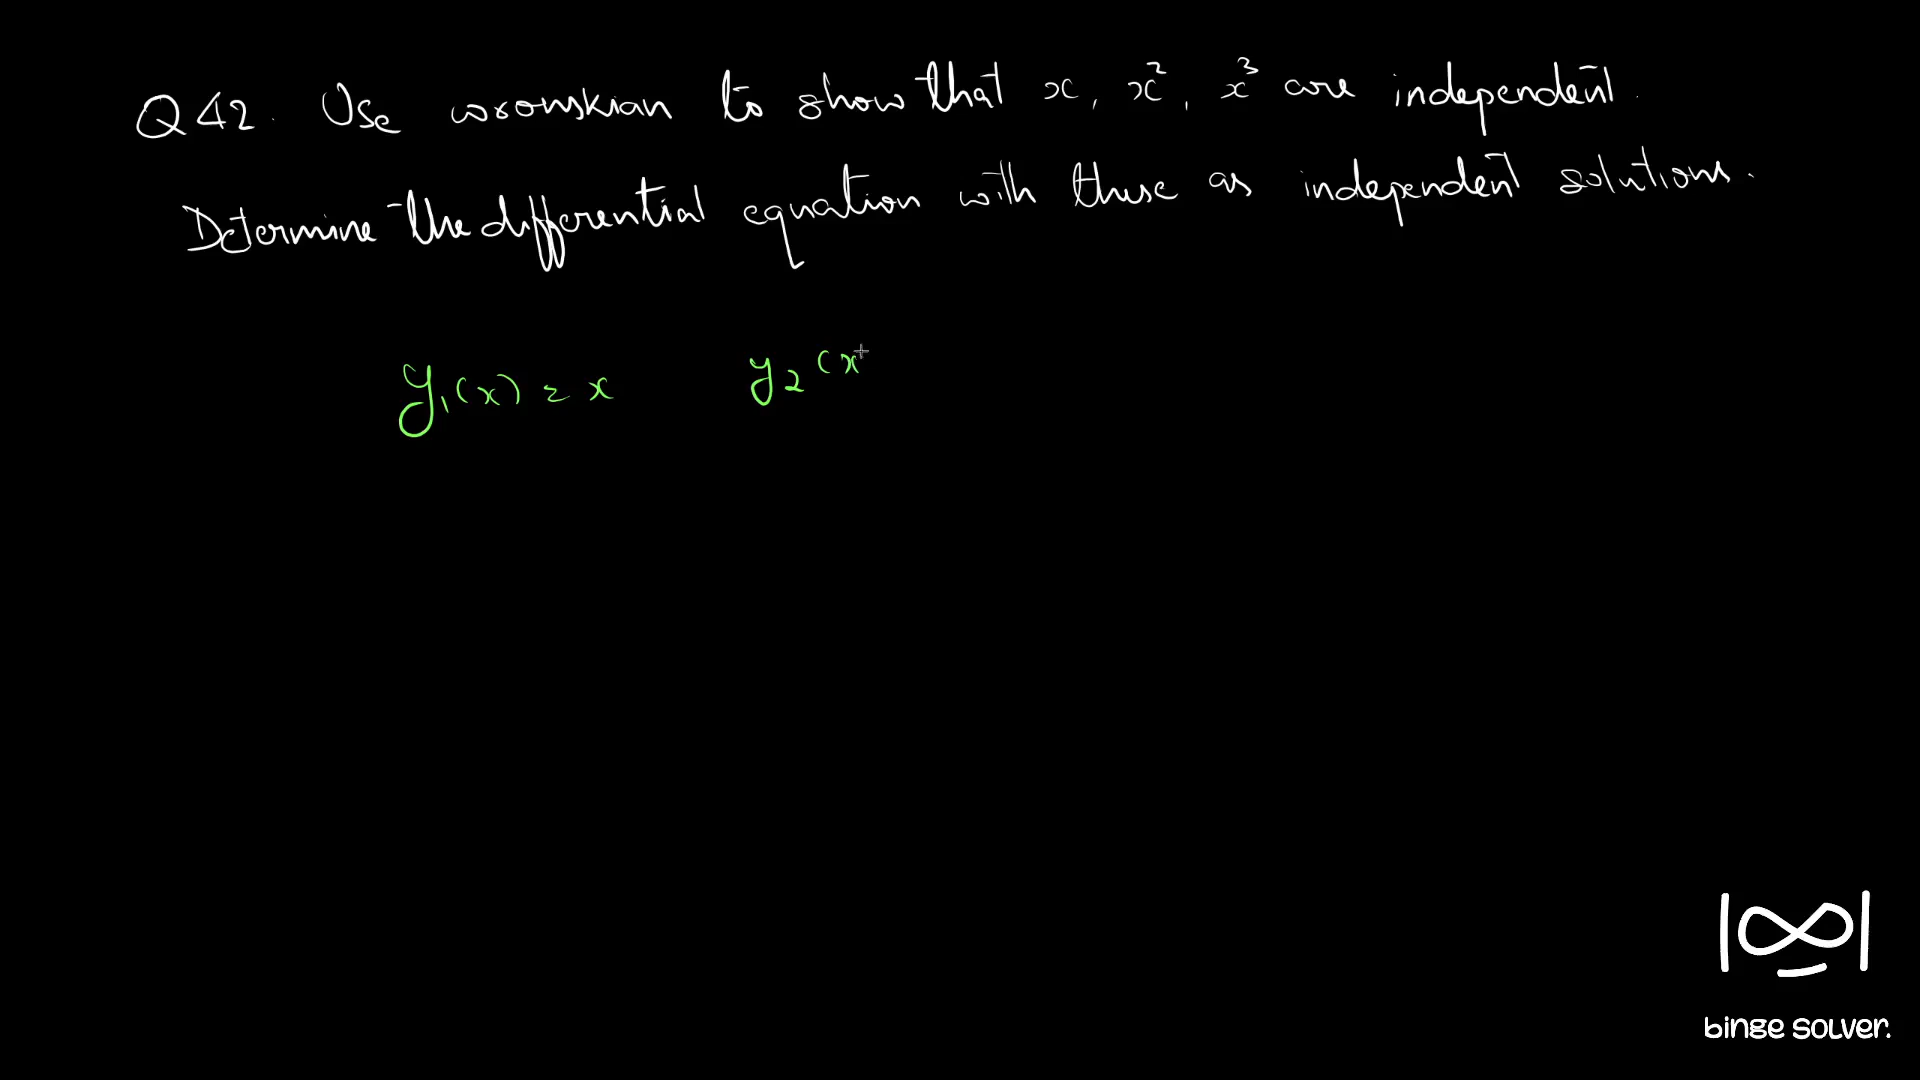 Q42. Use wronskian to show that x, x², x³ are independent.
Determine the differential equation with these as independent solutions.
y₁(x) = x y₂(x
|∞|
binge solver.